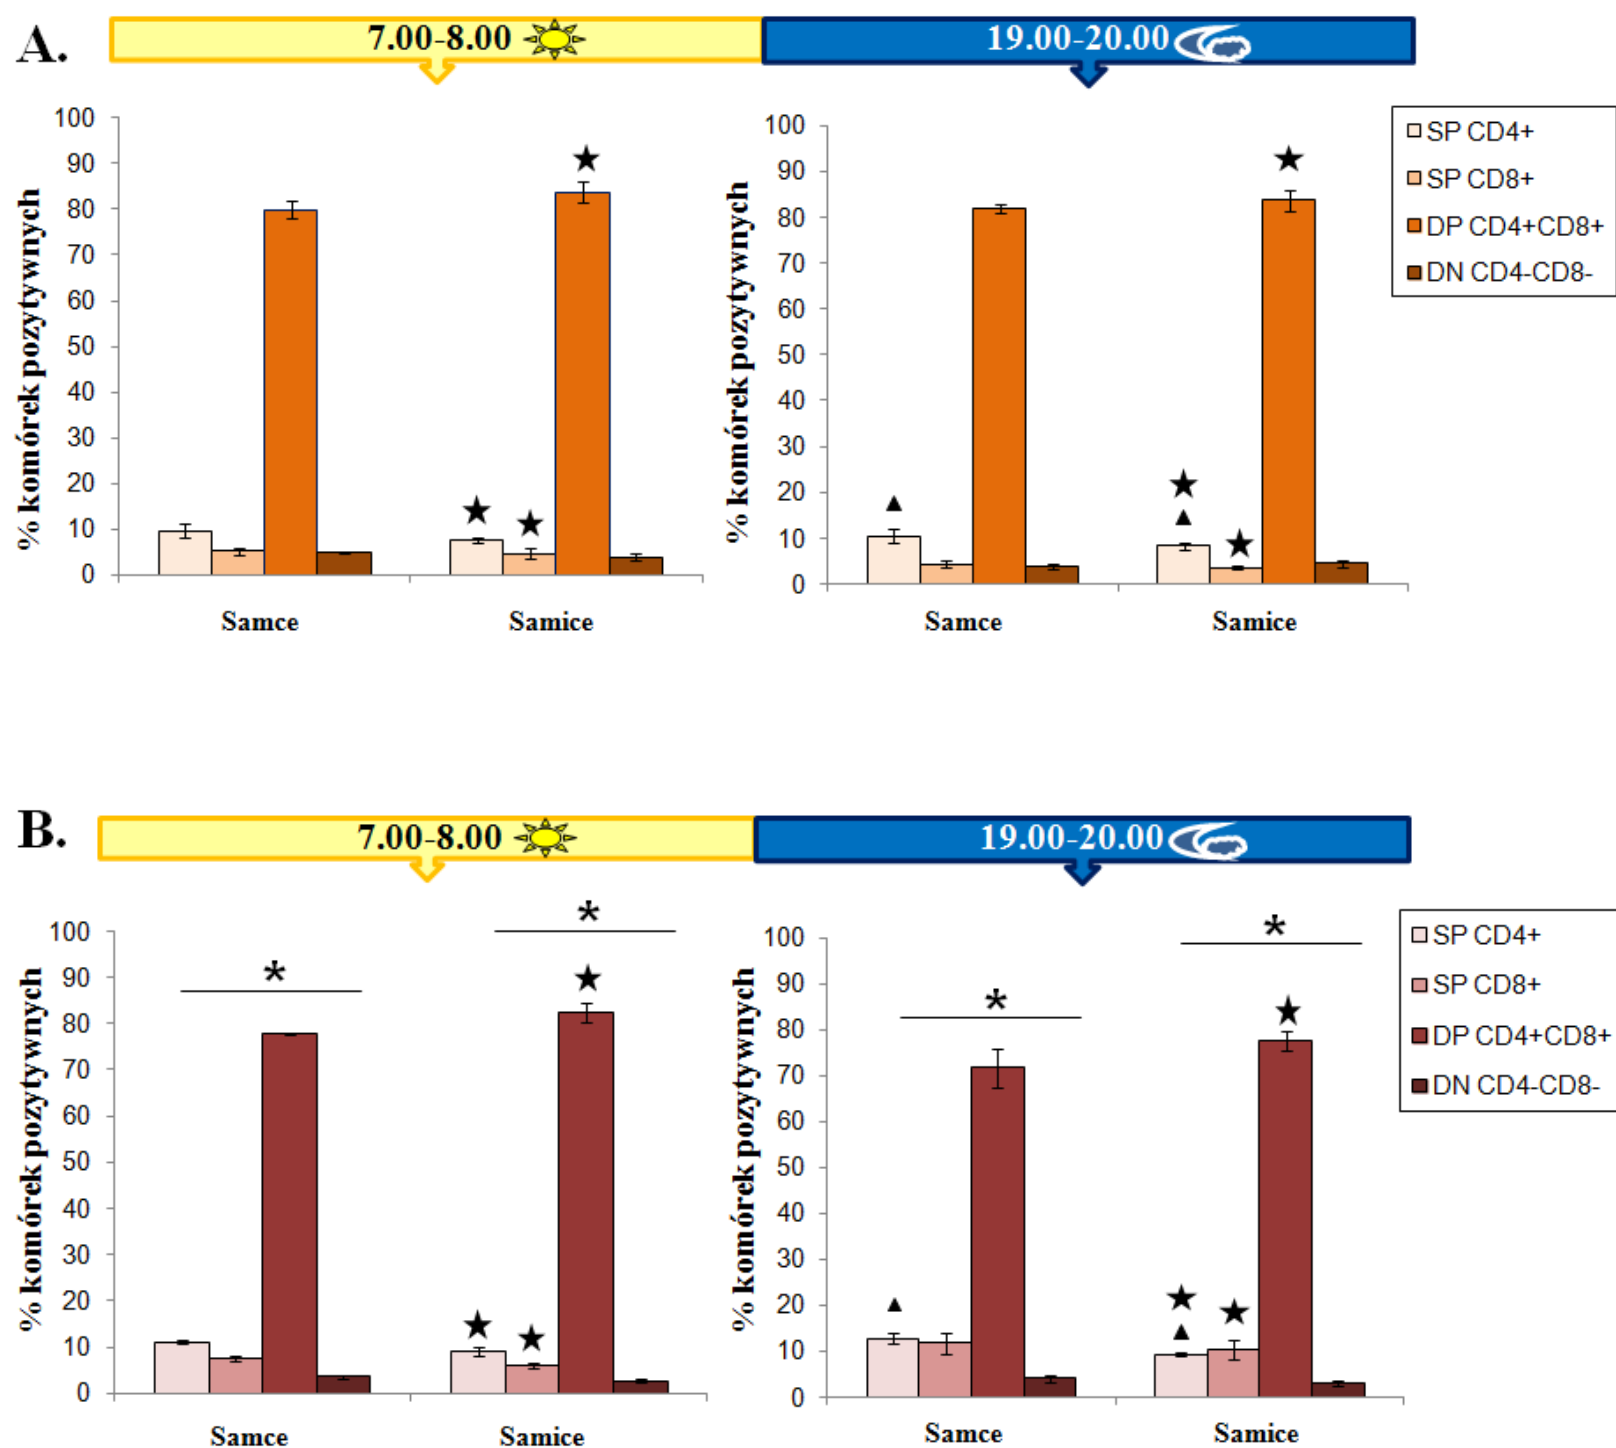 A.
7.00-8.00
19.00-20.00
% komórek pozytywnych
100
90
80
70
60
50
40
30
20
10
0
Samce
Samice
% komórek pozytywnych
100
90
80
70
60
50
40
30
20
10
0
Samce
Samice
SP CD4+
SP CD8+
DP CD4+CD8+
DN CD4-CD8-
B.
7.00-8.00
19.00-20.00
% komórek pozytywnych
100
90
80
70
60
50
40
30
20
10
0
*
*
Samce
Samice
% komórek pozytywnych
100
90
80
70
60
50
40
30
20
10
0
*
*
Samce
Samice
SP CD4+
SP CD8+
DP CD4+CD8+
DN CD4-CD8-